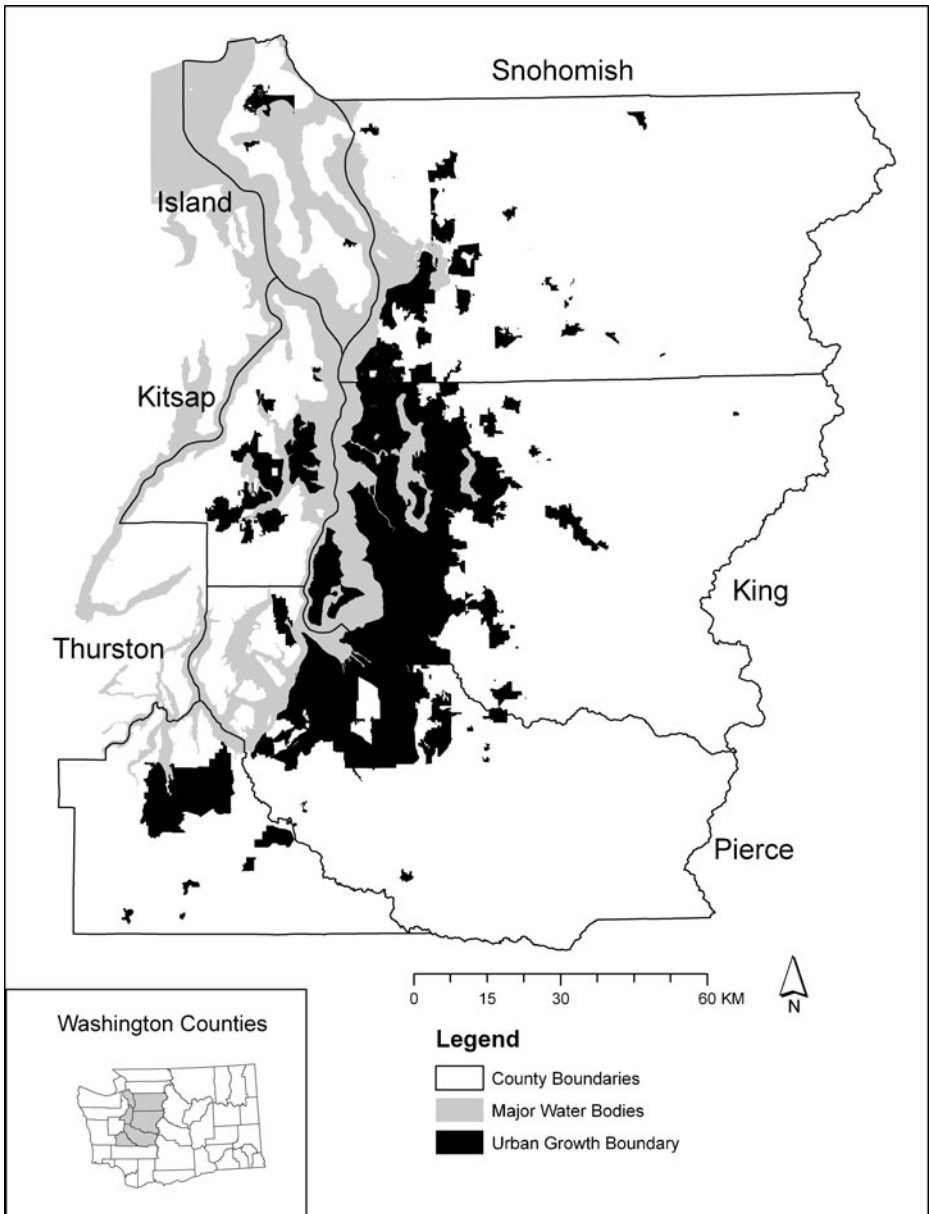 Snohomish
Island
Kitsap
King
Thurston
Pierce
0 15 30 60 KM
N
Washington Counties
Legend
County Boundaries
Major Water Bodies
Urban Growth Boundary